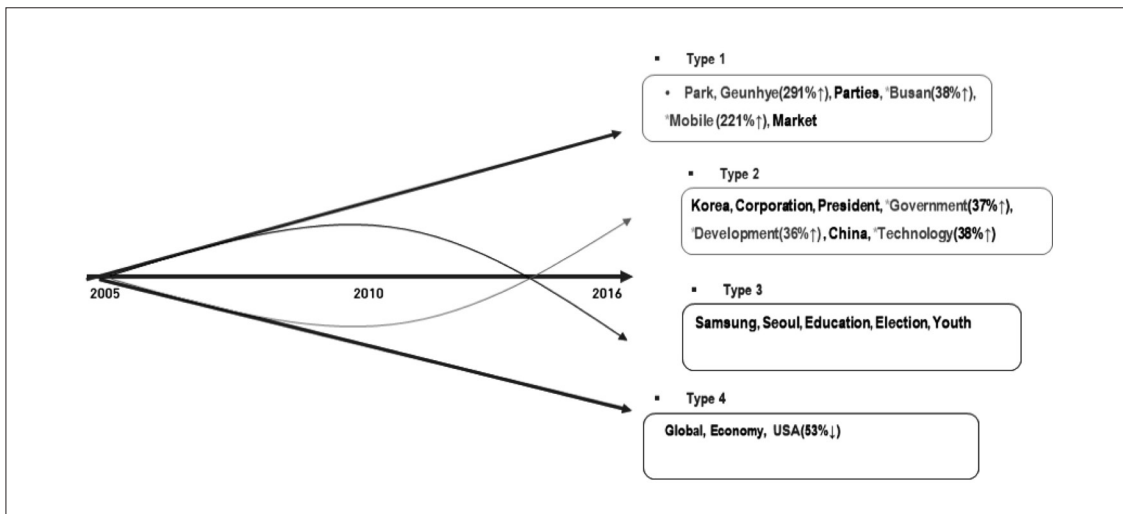 ▪ Type 1
• Park, Geunhye(291%↑), Parties, *Busan(38%↑),
*Mobile (221%↑), Market
▪ Type 2
Korea, Corporation, President, *Government(37%↑),
*Development(36%↑), China, *Technology(38%↑)
2005 2010 2016
▪ Type 3
Samsung, Seoul, Education, Election, Youth
▪ Type 4
Global, Economy, USA(53%↓)